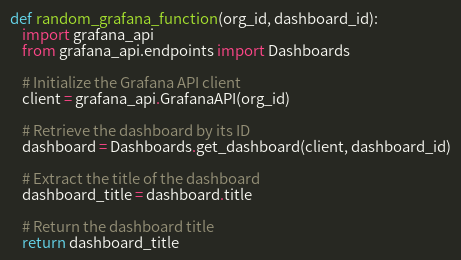 def random_grafana_function(org_id, dashboard_id):
import grafana_api
from grafana_api.endpoints import Dashboards
# Initialize the Grafana API client
client = grafana_api.GrafanaAPI(org_id)
# Retrieve the dashboard by its ID
dashboard = Dashboards.get_dashboard(client, dashboard_id)
# Extract the title of the dashboard
dashboard_title = dashboard.title
# Return the dashboard title
return dashboard_title